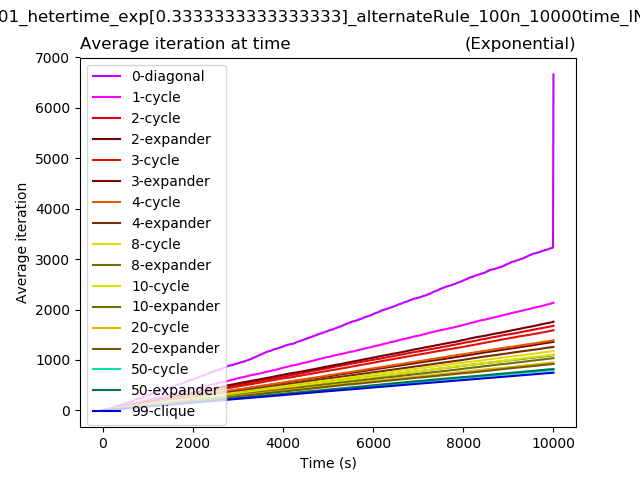 01_hetertime_exp[0.3333333333333333]_alternateRule_100n_10000time_IN
Average iteration at time (Exponential)
7000
6000
5000
4000
3000
2000
1000
0
Average iteration
0-diagonal
1-cycle
2-cycle
2-expander
3-cycle
3-expander
4-cycle
4-expander
8-cycle
8-expander
10-cycle
10-expander
20-cycle
20-expander
50-cycle
50-expander
99-clique
0 2000 4000 6000 8000 10000
Time (s)